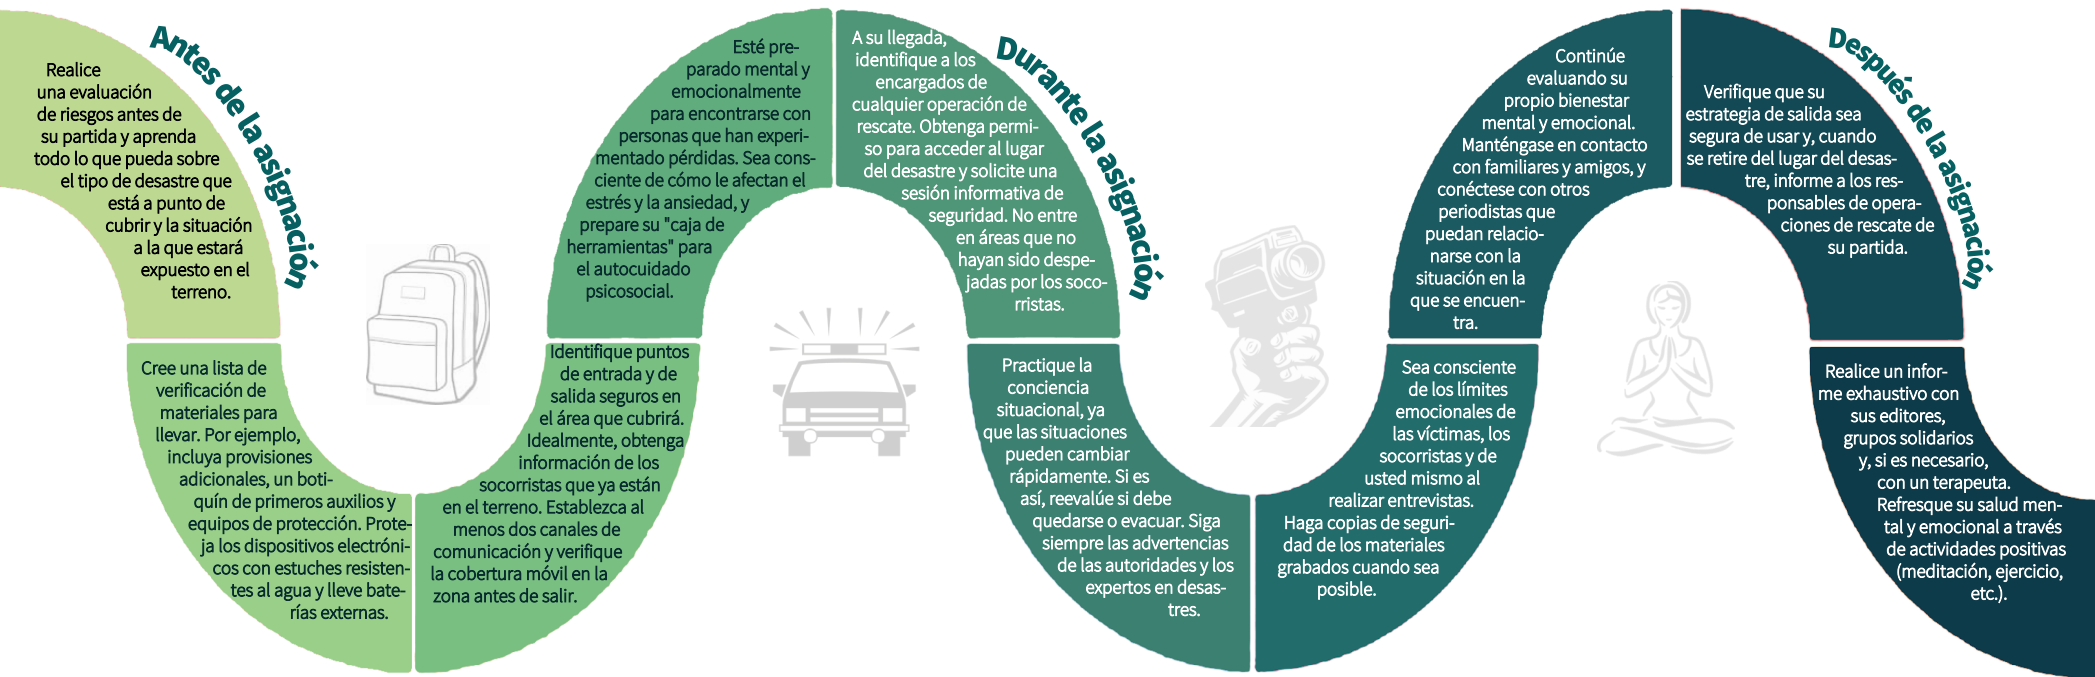 Antes de la asignación
Realice
una evaluación
de riesgos antes de
su partida y aprenda
todo lo que pueda sobre
el tipo de desastre que
está a punto de
cubrir y la situación
a la que estará
expuesto en el
terreno.
Cree una lista de
verificación de
materiales para
llevar. Por ejemplo,
incluya provisiones
adicionales, un boti-
quín de primeros auxilios y
equipos de protección. Prote-
ja los dispositivos electróni-
cos con estuches resisten-
tes al agua y lleve bate-
rías externas.
Identifique puntos
de entrada y de
salida seguros en
el área que cubrirá.
Idealmente, obtenga
información de los
socorristas que ya están
en el terreno. Establezca al
menos dos canales de
comunicación y verifique
la cobertura móvil en la
zona antes de salir.
Esté pre-
parado mental y
emocionalmente
para encontrarse con
personas que han experi-
mentado pérdidas. Sea cons-
ciente de cómo le afectan el
estrés y la ansiedad, y
prepare su "caja de
herramientas" para
el autocuidado
psicosocial.
Durante la asignación
A su llegada,
identifique a los
encargados de
cualquier operación de
rescate. Obtenga permi-
so para acceder al lugar
del desastre y solicite una
sesión informativa de
seguridad. No entre
en áreas que no
hayan sido despe-
jadas por los soco-
rristas.
Practique la
conciencia
situacional, ya
que las situaciones
pueden cambiar
rápidamente. Si es
así, reevalúe si debe
quedarse o evacuar. Siga
siempre las advertencias
de las autoridades y los
expertos en desas-
tres.
Sea consciente
de los límites
emocionales de
las víctimas, los
socorristas y de
usted mismo al
realizar entrevistas.
Haga copias de seguri-
dad de los materiales
grabados cuando sea
posible.
Continúe
evaluando su
propio bienestar
mental y emocional.
Manténgase en contacto
con familiares y amigos, y
conéctese con otros
periodistas que
puedan relacio-
narse con la
situación en la
que se encuen-
tra.
Después de la asignación
Verifique que su
estrategia de salida sea
segura de usar y, cuando
se retire del lugar del desas-
tre, informe a los res-
ponsables de opera-
ciones de rescate de
su partida.
Realice un infor-
me exhaustivo con
sus editores,
grupos solidarios
y, si es necesario,
con un terapeuta.
Refresque su salud men-
tal y emocional a través
de actividades positivas
(meditación, ejercicio,
etc.).